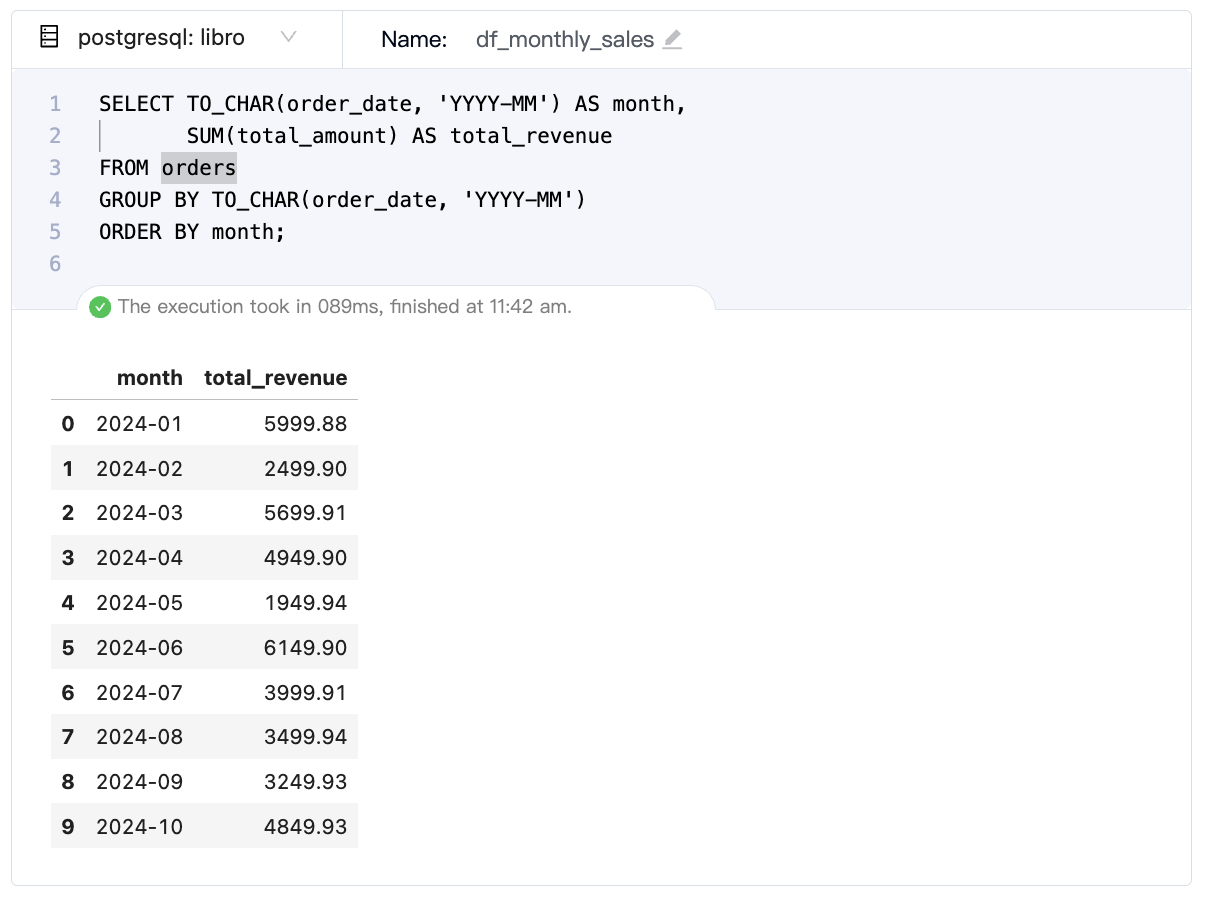 postgresql: libro
Name: df_monthly_sales
1 SELECT TO_CHAR(order_date, 'YYYY-MM') AS month,
2        SUM(total_amount) AS total_revenue
3 FROM orders
4 GROUP BY TO_CHAR(order_date, 'YYYY-MM')
5 ORDER BY month;
6
The execution took in 089ms, finished at 11:42 am.
month total_revenue
0 2024-01 5999.88
1 2024-02 2499.90
2 2024-03 5699.91
3 2024-04 4949.90
4 2024-05 1949.94
5 2024-06 6149.90
6 2024-07 3999.91
7 2024-08 3499.94
8 2024-09 3249.93
9 2024-10 4849.93